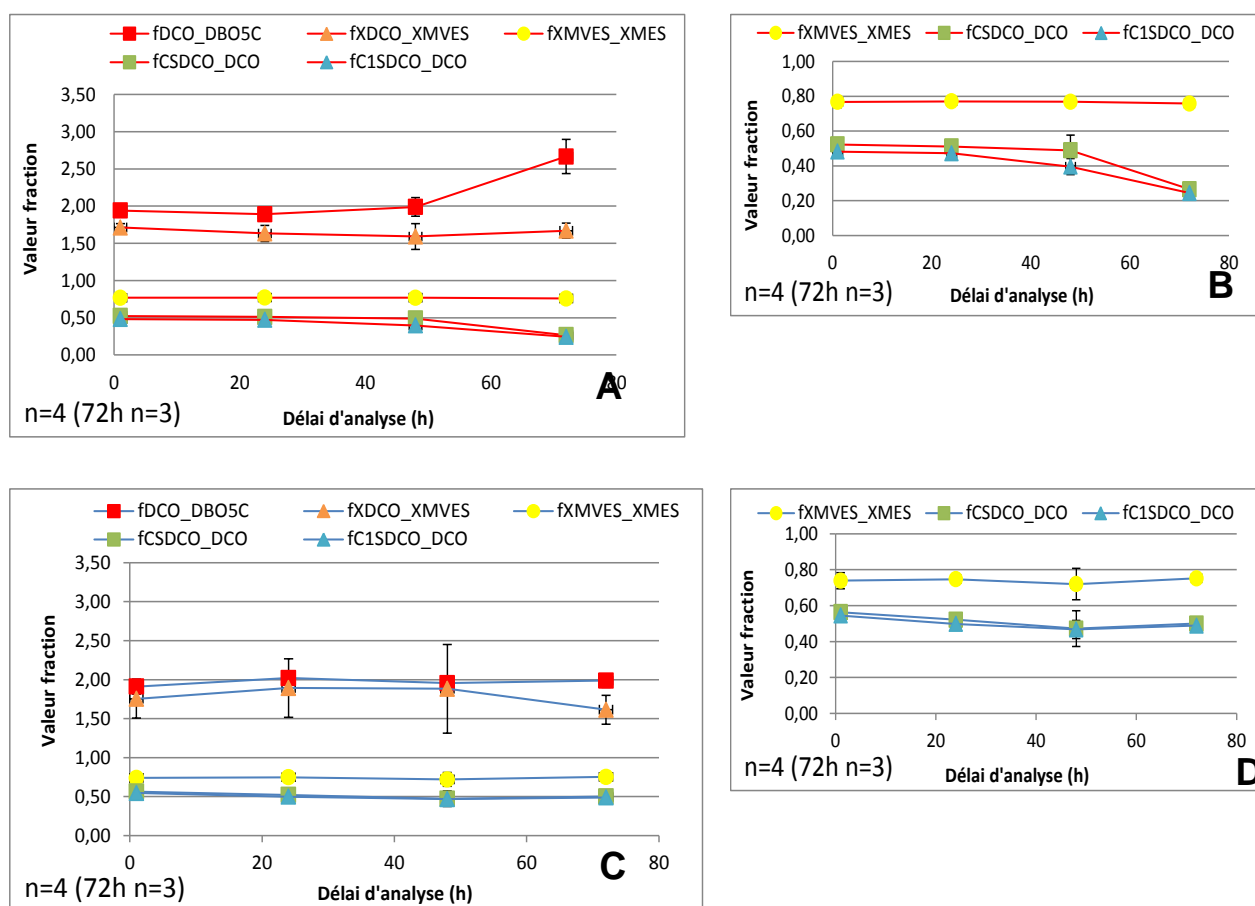 fDCO_DBO5C fXDCO_XMVES fXMVES_XMES
fCSDCO_DCO fC1SDCO_DCO
3,50
3,00
2,50
2,00
1,50
1,00
0,50
0,00
0 20 40 60 80
Valeur fraction
Délai d'analyse (h)
n=4 (72h n=3)
A
fXMVES_XMES fCSDCO_DCO fC1SDCO_DCO
1,00
0,80
0,60
0,40
0,20
0,00
0 20 40 60 80
Valeur fraction
Délai d'analyse (h)
n=4 (72h n=3)
B
fDCO_DBO5C fXDCO_XMVES fXMVES_XMES
fCSDCO_DCO fC1SDCO_DCO
3,50
3,00
2,50
2,00
1,50
1,00
0,50
0,00
0 20 40 60 80
Valeur fraction
Délai d'analyse (h)
n=4 (72h n=3)
C
fXMVES_XMES fCSDCO_DCO fC1SDCO_DCO
1,00
0,80
0,60
0,40
0,20
0,00
0 20 40 60 80
Valeur fraction
Délai d'analyse (h)
n=4 (72h n=3)
D